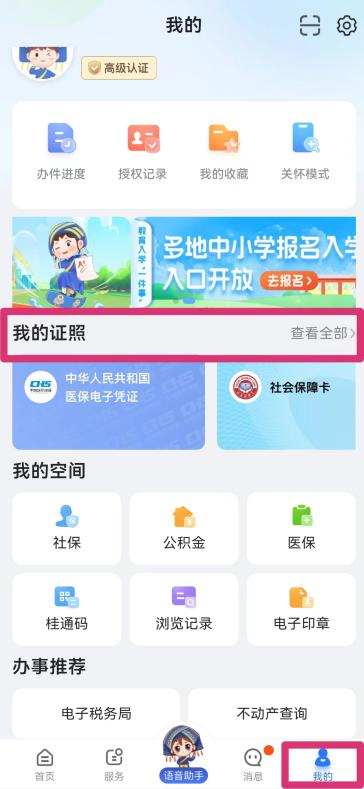 我的
高级认证
办件进度
授权记录
我的收藏
关怀模式
教育入学"一件事"
多地中小学报名入学
入口开放
去报名>
A+
我的证照
查看全部>
CHS
中华人民共和国
医保电子凭证
社会保障卡
我的空间
社保
公积金
医保
桂通码
浏览记录
电子印章
办事推荐
电子税务局
不动产查询
首页
服务
语音助手
消息
我的